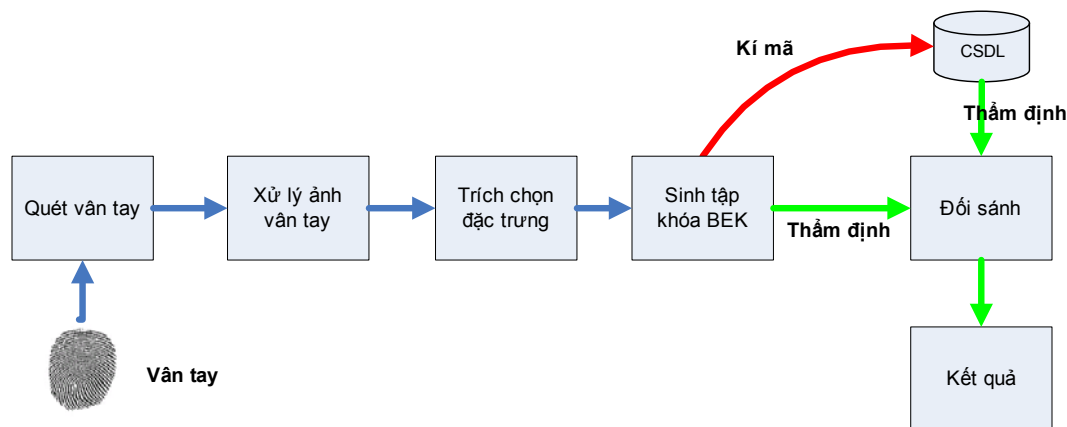 Kí mã
CSDL
Thẩm định
Quét vân tay
Xử lý ảnh
vân tay
Trích chọn
đặc trưng
Sinh tập
khóa BEK
Thẩm định
Đối sánh
Vân tay
Kết quả